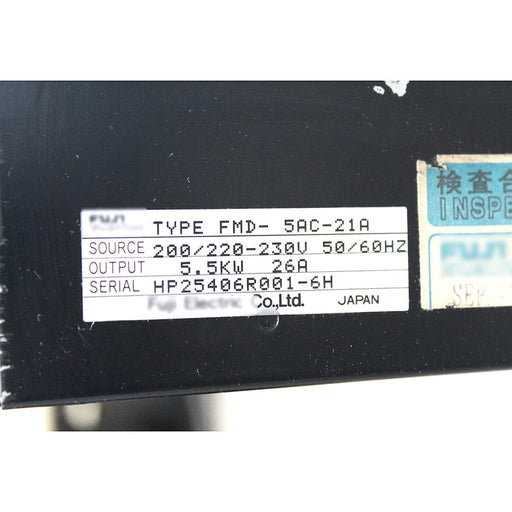 FUJI TYPE FMD- 5AC-21A
SOURCE 200/220-230V 50/60HZ
OUTPUT 5.5KW 26A
SERIAL HP25406R001-6H
Fuji Electric Co.,Ltd. JAPAN
検査合
INSPE
FUJI
SEP